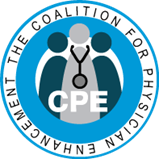 THE COALITION FOR PHYSICIAN ENHANCEMENT
CPE